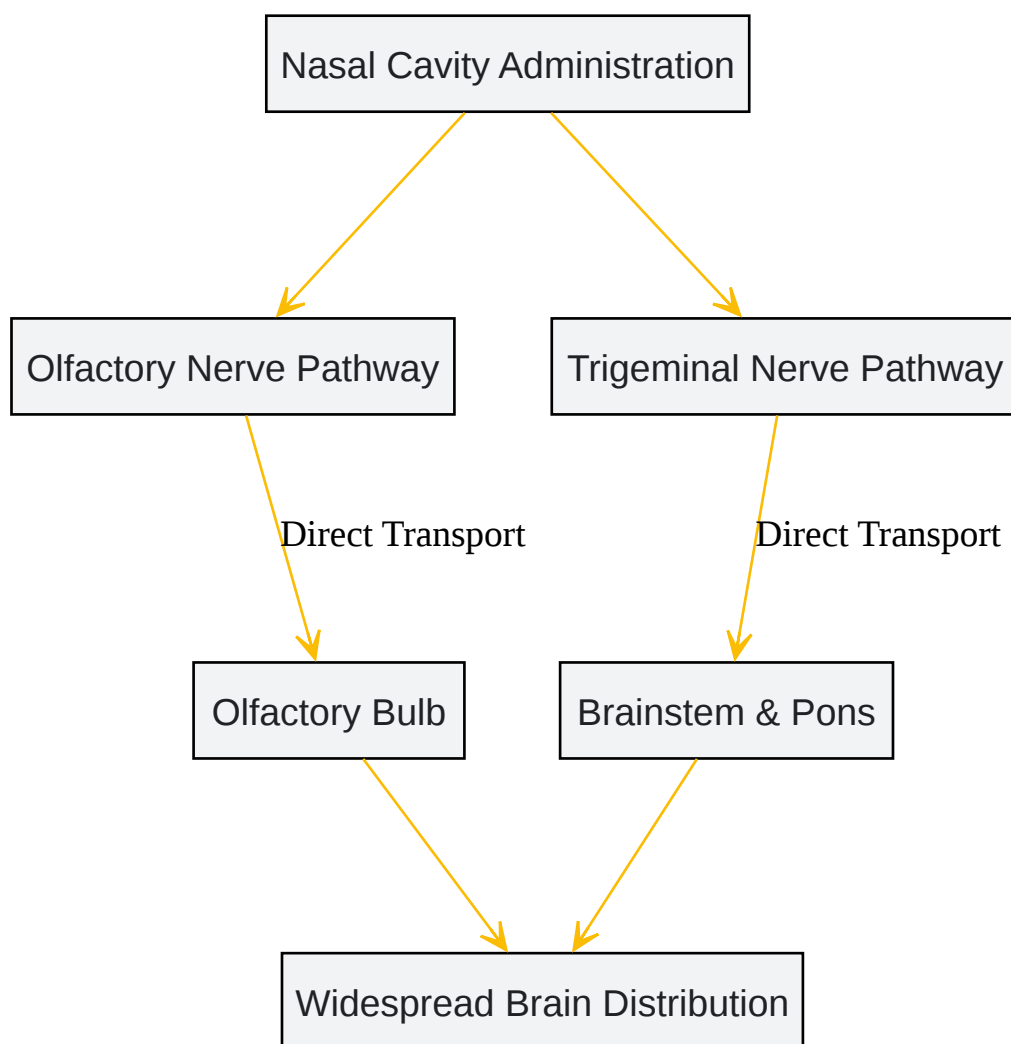 Nasal Cavity Administration
Olfactory Nerve Pathway
Trigeminal Nerve Pathway
Direct Transport
Direct Transport
Olfactory Bulb
Brainstem & Pons
Widespread Brain Distribution